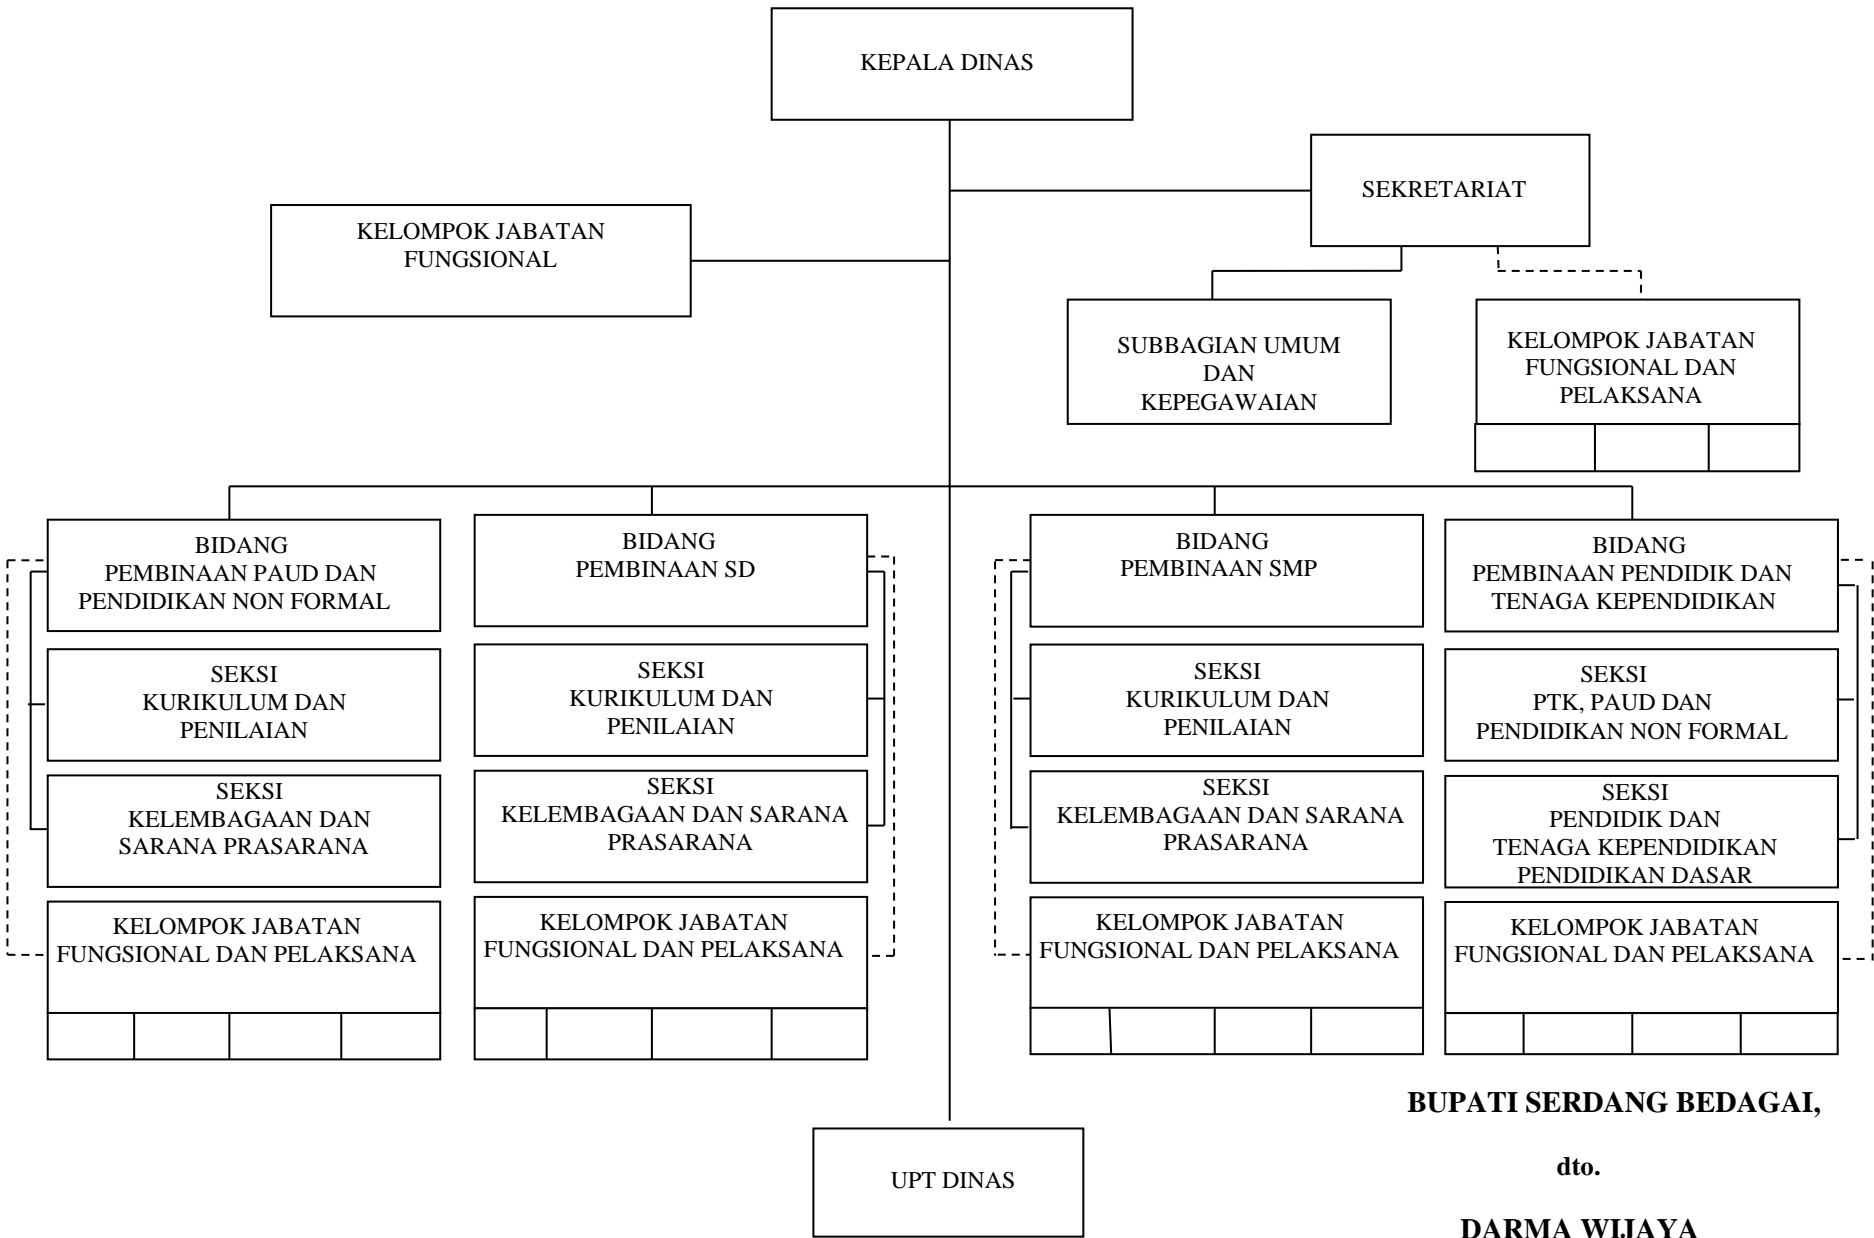 KEPALA DINAS
SEKRETARIAT
KELOMPOK JABATAN
FUNGSIONAL
SUBBAGIAN UMUM
DAN
KEPEGAWAIAN
KELOMPOK JABATAN
FUNGSIONAL DAN
PELAKSANA
BIDANG
PEMBINAAN PAUD DAN
PENDIDIKAN NON FORMAL
SEKSI
KURIKULUM DAN
PENILAIAN
SEKSI
KELEMBAGAAN DAN
SARANA PRASARANA
KELOMPOK JABATAN
FUNGSIONAL DAN PELAKSANA
BIDANG
PEMBINAAN SD
SEKSI
KURIKULUM DAN
PENILAIAN
SEKSI
KELEMBAGAAN DAN SARANA
PRASARANA
KELOMPOK JABATAN
FUNGSIONAL DAN PELAKSANA
BIDANG
PEMBINAAN SMP
SEKSI
KURIKULUM DAN
PENILAIAN
SEKSI
KELEMBAGAAN DAN SARANA
PRASARANA
KELOMPOK JABATAN
FUNGSIONAL DAN PELAKSANA
BIDANG
PEMBINAAN PENDIDIK DAN
TENAGA KEPENDIDIKAN
SEKSI
PTK, PAUD DAN
PENDIDIKAN NON FORMAL
SEKSI
PENDIDIK DAN
TENAGA KEPENDIDIKAN
PENDIDIKAN DASAR
KELOMPOK JABATAN
FUNGSIONAL DAN PELAKSANA
UPT DINAS
BUPATI SERDANG BEDAGAI,
dto.
DARMA WIJAYA